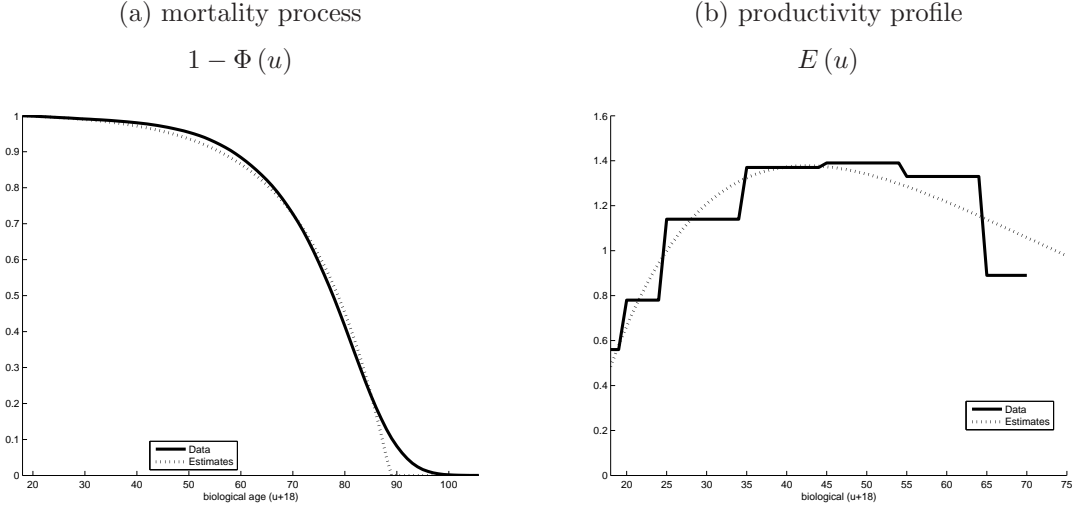 (a) mortality process
1 − Φ (u)
1
0.9
0.8
0.7
0.6
0.5
0.4
0.3
0.2
0.1
0
20 30 40 50 60 70 80 90 100
biological age (u+18)
Data
Estimates
(b) productivity profile
E (u)
1.6
1.4
1.2
1
0.8
0.6
0.4
0.2
0
20 25 30 35 40 45 50 55 60 65 70 75
biological (u+18)
Data
Estimates